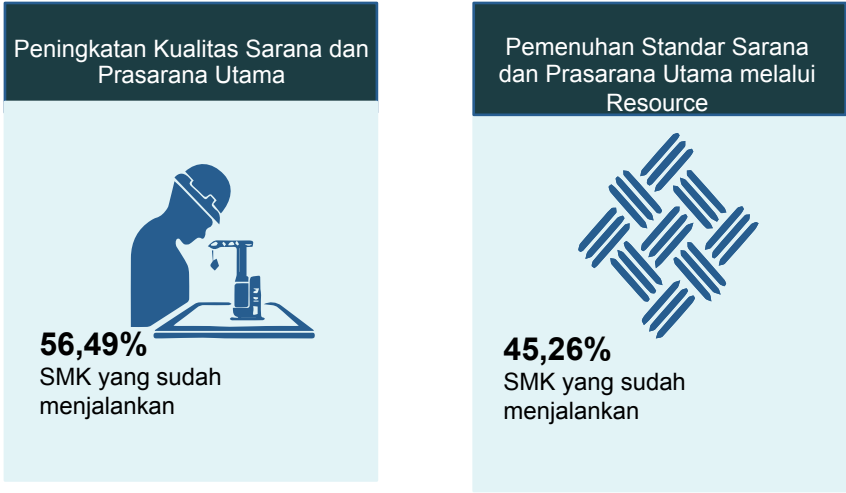 Peningkatan Kualitas Sarana dan
Prasarana Utama
56,49%
SMK yang sudah
menjalankan
Pemenuhan Standar Sarana
dan Prasarana Utama melalui
Resource
45,26%
SMK yang sudah
menjalankan